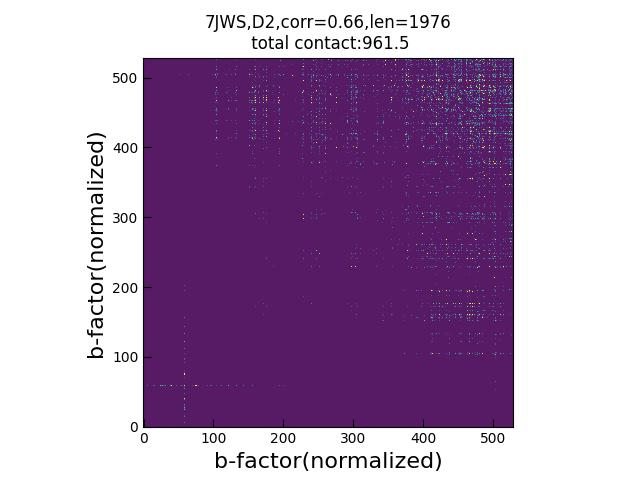 7JWS,D2,corr=0.66,len=1976
total contact:961.5
b-factor(normalized)
500
400
300
200
100
0
0 100 200 300 400 500
b-factor(normalized)